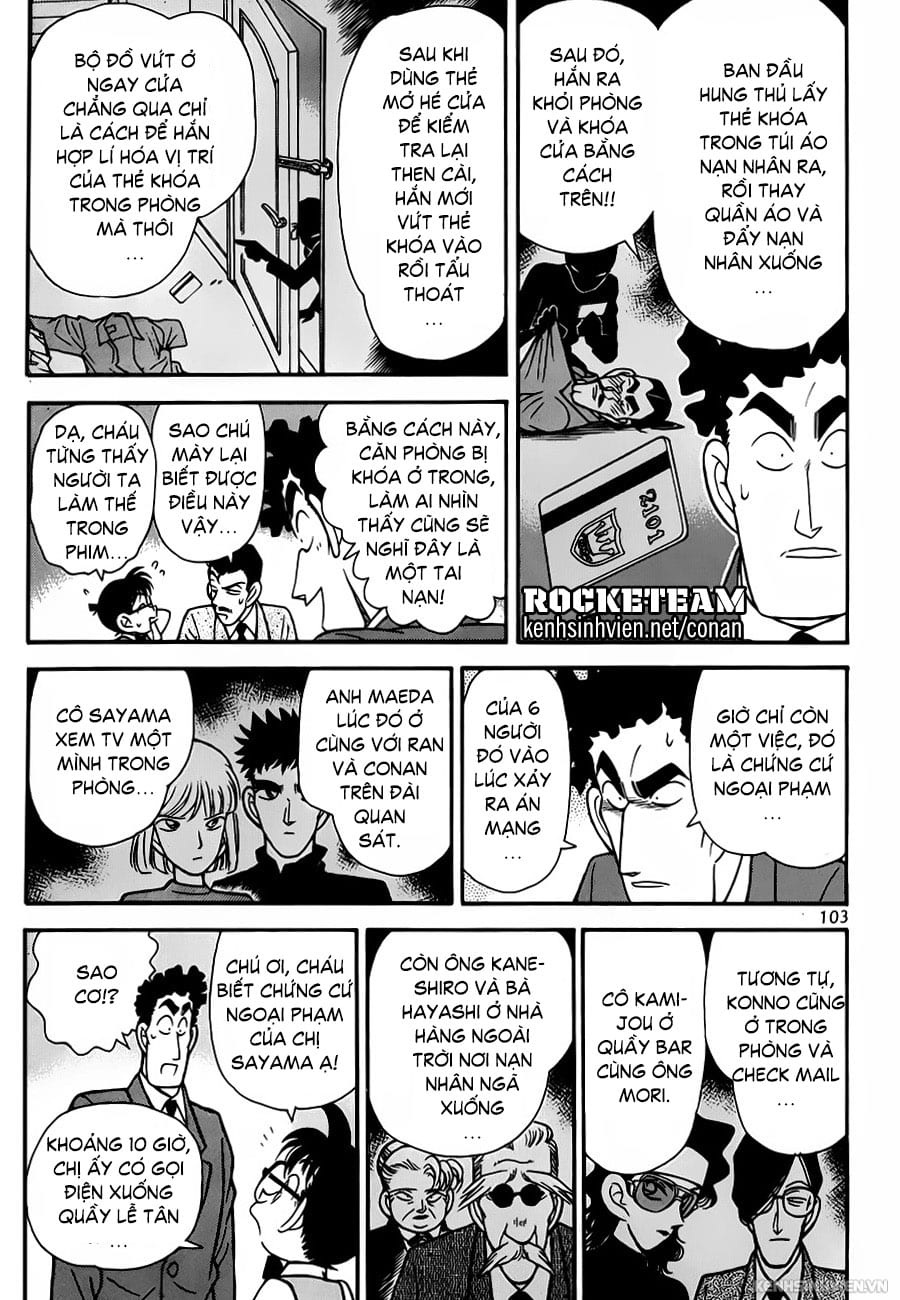 BAN ĐẦU
HUNG THỦ LẤY
THẺ KHÓA
TRONG TÚI ÁO
NẠN NHÂN RA,
RỒI THAY
QUẦN ÁO VÀ
ĐẨY NẠN
NHÂN XUỐNG
...
SAU ĐÓ,
HẮN RA
KHỎI PHÒNG
VÀ KHÓA
CỬA BẰNG
CÁCH
TRÊN!!
2101
SAU KHI
DÙNG THẺ
MỞ HÉ CỬA
ĐỂ KIỂM
TRA LẠI
THEN CÀI,
HẮN MỚI
VỨT THẺ
KHÓA VÀO
RỒI TẨU
THOÁT
...
BỘ ĐỒ VỨT Ở
NGAY CỬA
CHẲNG QUA CHỈ
LÀ CÁCH ĐỂ HẮN
HỢP LÍ HÓA VỊ TRÍ
CỦA THẺ KHÓA
TRONG PHÒNG
MÀ THÔI
...
BẰNG CÁCH NÀY,
CĂN PHÒNG BỊ
KHÓA Ở TRONG,
LÀM AI NHÌN
THẤY CŨNG SẼ
NGHĨ ĐÂY LÀ
MỘT TAI
NẠN!
SAO CHÚ
MÀY LẠI
BIẾT ĐƯỢC
ĐIỀU NÀY
VẬY...
DẠ, CHÁU
TỪNG THẤY
NGƯỜI TA
LÀM THẾ
TRONG
PHIM...
ROCKETEAM
kenhsinhvien.net/conan
GIỜ CHỈ CÒN
MỘT VIỆC, ĐÓ
LÀ CHỨNG CỨ
NGOẠI PHẠM
...
CỦA 6
NGƯỜI
ĐÓ VÀO
LÚC XẢY
RA ÁN
MẠNG
...
ANH MAEDA
LÚC ĐÓ Ở
CÙNG VỚI RAN
VÀ CONAN
TRÊN ĐÀI
QUAN
SÁT.
CÔ SAYAMA
XEM TV MỘT
MÌNH TRONG
PHÒNG...
103
TƯƠNG TỰ,
KONNO CŨNG
Ở TRONG
PHÒNG VÀ
CHECK MAIL
...
CÔ KAMI-
JOU Ở
QUẦY BAR
CÙNG ÔNG
MORI.
CÒN ÔNG KANE-
SHIRO VÀ BÀ
HAYASHI Ở NHÀ
HÀNG NGOÀI
TRỜI NƠI NẠN
NHÂN NGÃ
XUỐNG
...
CHÚ ƠI, CHÁU
BIẾT CHỨNG CỨ
NGOẠI PHẠM
CỦA CHỊ
SAYAMA Ạ!
SAO
CƠ!?
KHOẢNG 10 GIỜ,
CHỊ ẤY CÓ GỌI
ĐIỆN XUỐNG
QUẦY LỄ TÂN
...
KENHSINHVIEN.VN